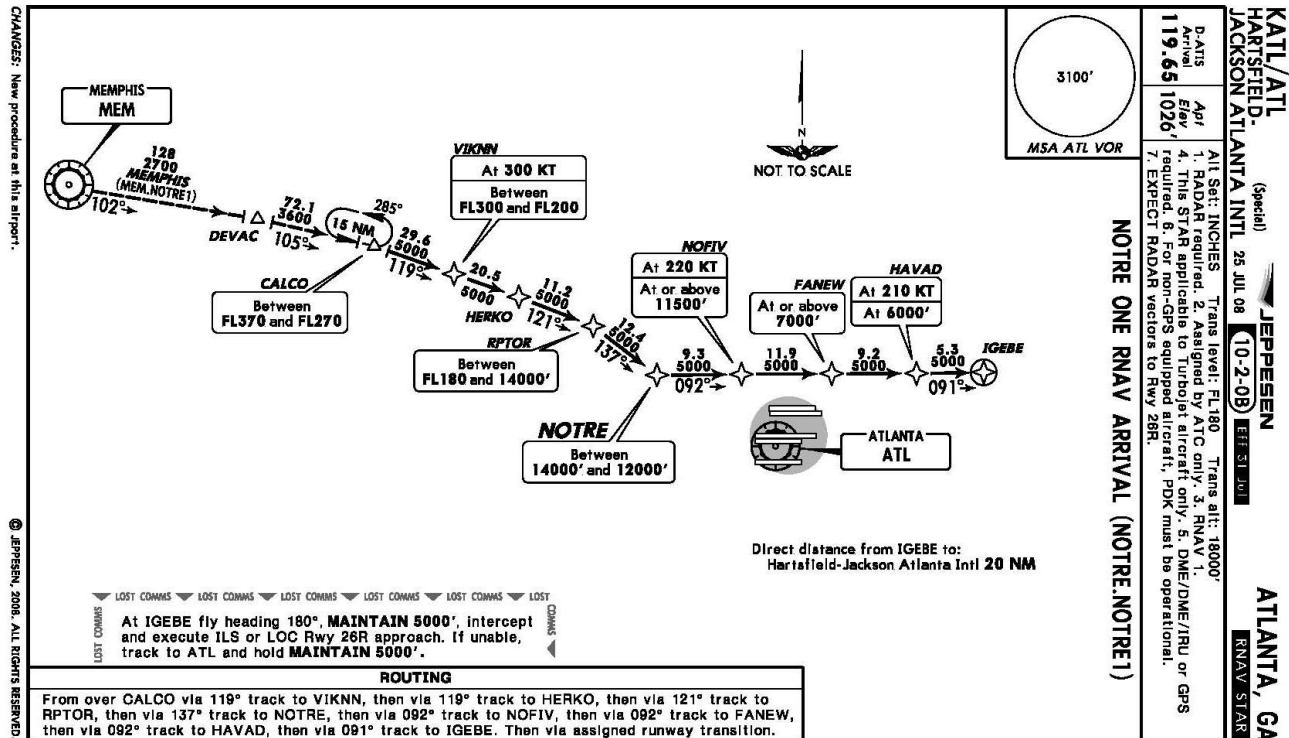 KATL/ATL
HARTSFIELD-
JACKSON ATLANTA INTL
(Special)
25 JUL 08
JEPPESEN
10-2-0B
EFF 31 Jul
ATLANTA, GA
RNAV STAR
D-ATIS
Arrival
119.65
Apt
Elev
1026'
Alt Set: INCHES Trans level: FL180 Trans alt: 18000'
1. RADAR required. 2. Assigned by ATC only. 3. RNAV 1.
4. This STAR applicable to Turbojet aircraft only. 5. DME/DME/IRU or GPS
required. 6. For non-GPS equipped aircraft, PDK must be operational.
7. EXPECT RADAR vectors to Rwy 26R.
NOTRE ONE RNAV ARRIVAL (NOTRE.NOTRE1)
3100'
MSA ATL VOR
N
NOT TO SCALE
MEMPHIS
MEM
128
2700
MEMPHIS
(MEM.NOTRE1)
102°
DEVAC
72.1
3600
105°
285°
15 NM
CALCO
Between
FL370 and FL270
29.6
5000
119°
VIKNN
At 300 KT
Between
FL300 and FL200
20.5
5000
HERKO
11.2
5000
121°
RPTOR
Between
FL180 and 14000'
12.4
5000
137°
NOTRE
Between
14000' and 12000'
9.3
5000
092°
NOFIV
At 220 KT
At or above
11500'
11.9
5000
FANEW
At or above
7000'
9.2
5000
HAVAD
At 210 KT
At 6000'
5.3
5000
091°
IGEBE
ATLANTA
ATL
Direct distance from IGEBE to:
Hartsfield-Jackson Atlanta Intl 20 NM
LOST COMMS LOST COMMS LOST COMMS LOST COMMS LOST COMMS LOST COMMS LOST
COMMS
LOST COMMS
At IGEBE fly heading 180°, MAINTAIN 5000', intercept
and execute ILS or LOC Rwy 26R approach. If unable,
track to ATL and hold MAINTAIN 5000'.
ROUTING
From over CALCO via 119° track to VIKNN, then via 119° track to HERKO, then via 121° track to
RPTOR, then via 137° track to NOTRE, then via 092° track to NOFIV, then via 092° track to FANEW,
then via 092° track to HAVAD, then via 091° track to IGEBE. Then via assigned runway transition.
CHANGES: New procedure at this airport.
© JEPPESEN, 2008. ALL RIGHTS RESERVED.